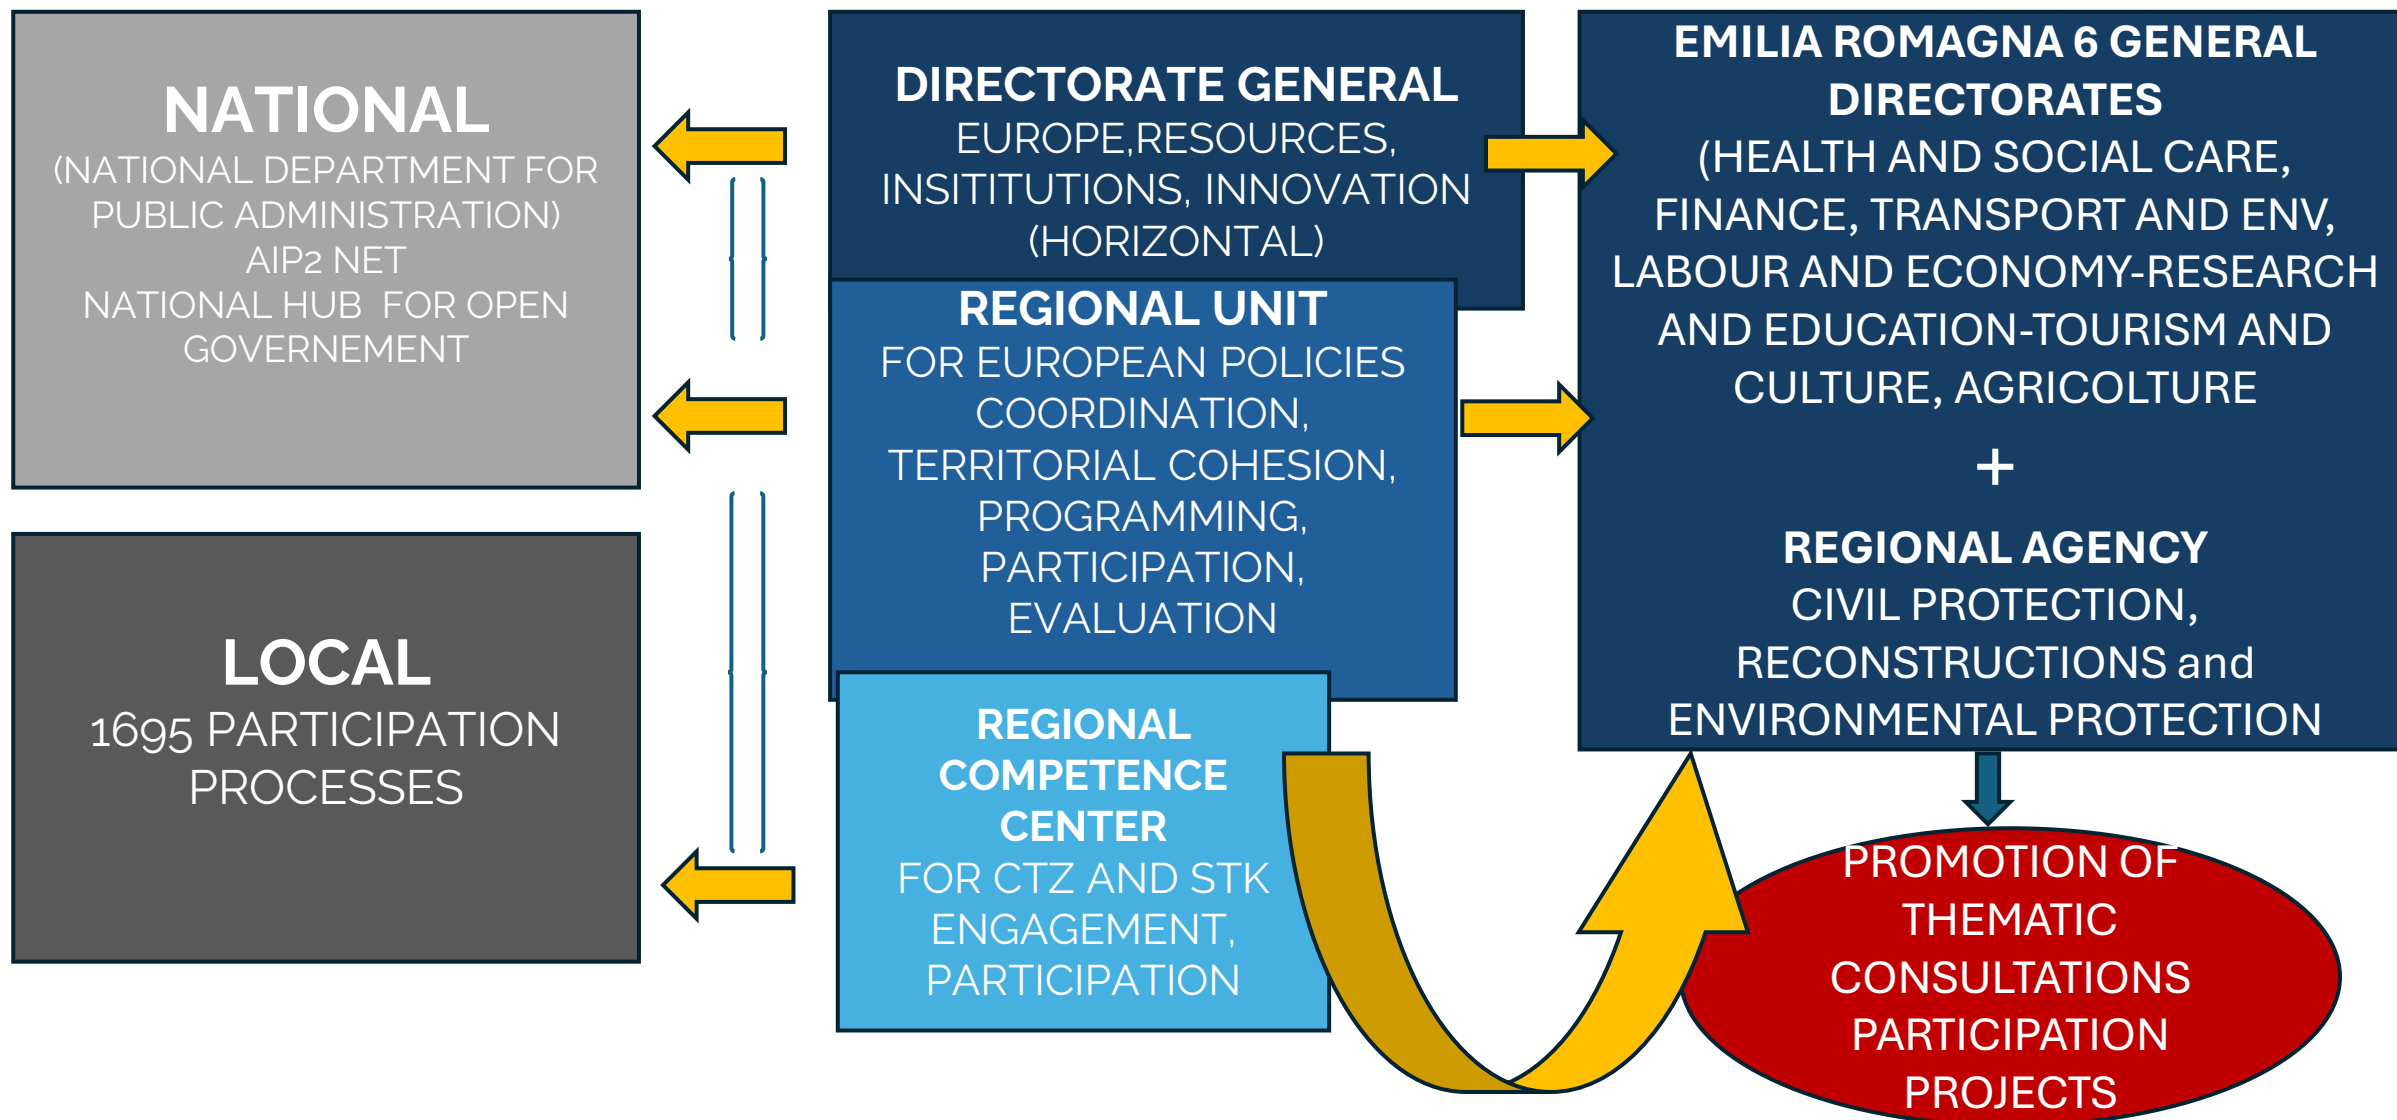 NATIONAL
(NATIONAL DEPARTMENT FOR
PUBLIC ADMINISTRATION)
AIP2 NET
NATIONAL HUB FOR OPEN
GOVERNEMENT
LOCAL
1695 PARTICIPATION
PROCESSES
DIRECTORATE GENERAL
EUROPE,RESOURCES,
INSITITUTIONS, INNOVATION
(HORIZONTAL)
REGIONAL UNIT
FOR EUROPEAN POLICIES
COORDINATION,
TERRITORIAL COHESION,
PROGRAMMING,
PARTICIPATION,
EVALUATION
REGIONAL
COMPETENCE
CENTER
FOR CTZ AND STK
ENGAGEMENT,
PARTICIPATION
EMILIA ROMAGNA 6 GENERAL
DIRECTORATES
(HEALTH AND SOCIAL CARE,
FINANCE, TRANSPORT AND ENV,
LABOUR AND ECONOMY-RESEARCH
AND EDUCATION-TOURISM AND
CULTURE, AGRICOLTURE
+
REGIONAL AGENCY
CIVIL PROTECTION,
RECONSTRUCTIONS and
ENVIRONMENTAL PROTECTION
PROMOTION OF
THEMATIC
CONSULTATIONS
PARTICIPATION
PROJECTS